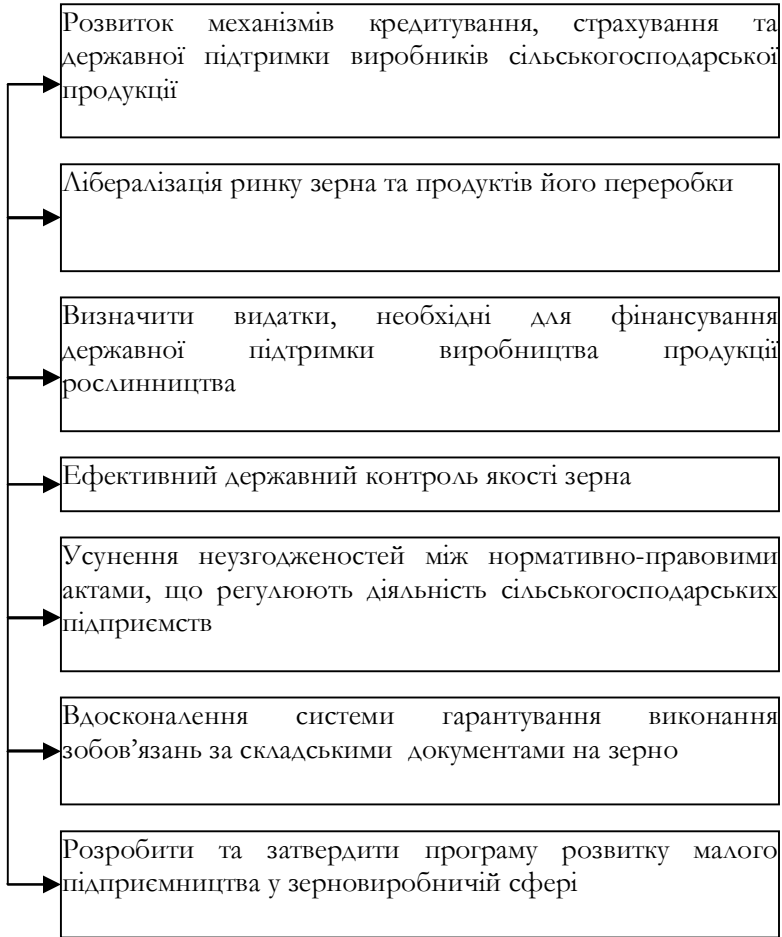 Розвиток механізмів кредитування, страхування та
державної підтримки виробників сільськогосподарської
продукції
Лібералізація ринку зерна та продуктів його переробки
Визначити видатки, необхідні для фінансування
державної підтримки виробництва продукції
рослинництва
Ефективний державний контроль якості зерна
Усунення неузгодженостей між нормативно-правовими
актами, що регулюють діяльність сільськогосподарських
підприємств
Вдосконалення системи гарантування виконання
зобов’язань за складськими документами на зерно
Розробити та затвердити програму розвитку малого
підприємництва у зерновиробничій сфері